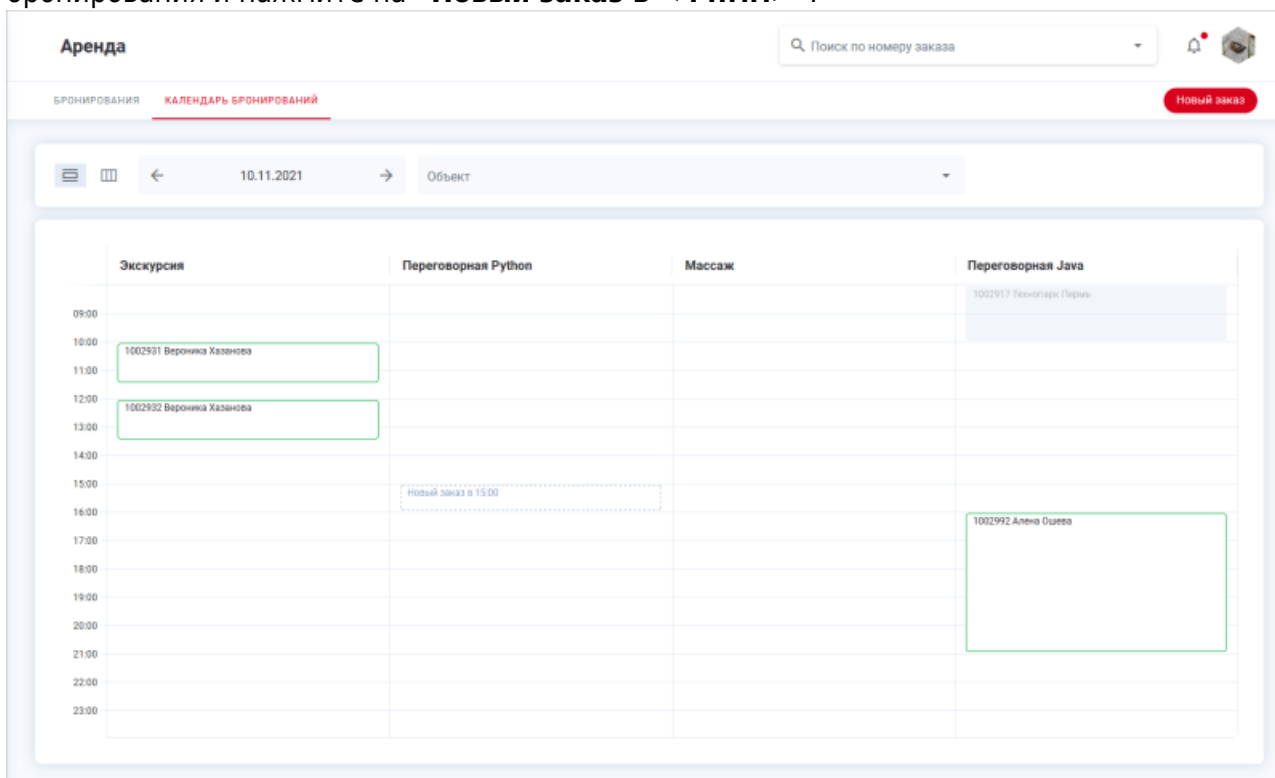 Аренда
Поиск по номеру заказа
БРОНИРОВАНИЯ КАЛЕНДАРЬ БРОНИРОВАНИЙ
Новый заказ
10.11.2021
Объект
Экскурсия Переговорная Python Массаж Переговорная Java
1002917 Технопарк Пермь
09:00
10:00
1002931 Вероника Хазанова
11:00
12:00
1002932 Вероника Хазанова
13:00
14:00
15:00
Новый заказ в 15:00
16:00
1002992 Алена Ошева
17:00
18:00
19:00
20:00
21:00
22:00
23:00